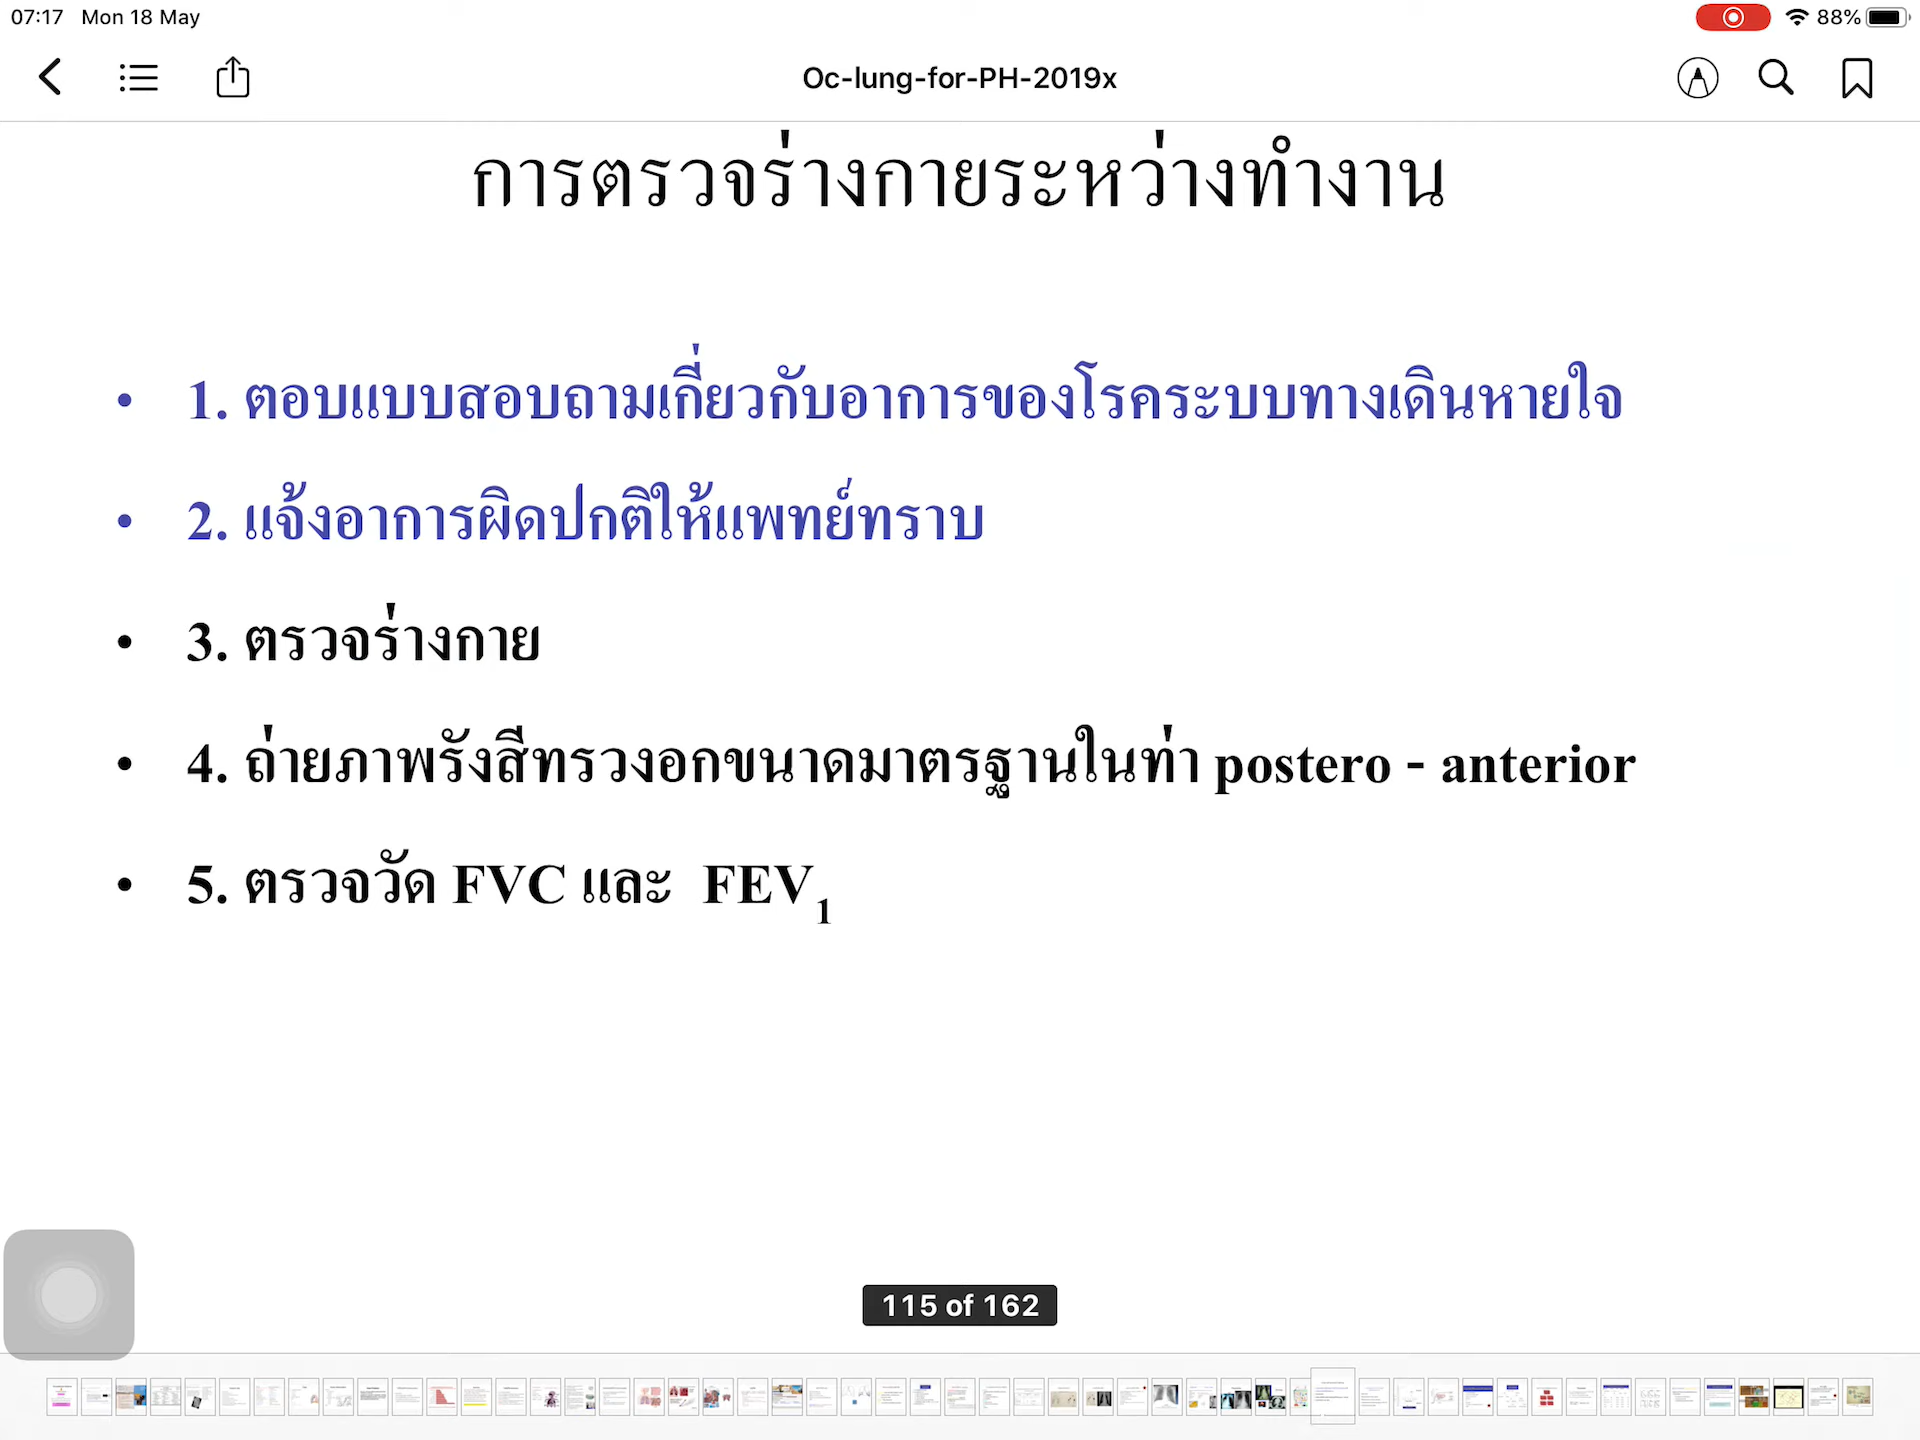 07:17 Mon 18 May 88%
Oc-lung-for-PH-2019x
การตรวจร่างกายระหว่างทำงาน
• 1. ตอบแบบสอบถามเกี่ยวกับอาการของโรคระบบทางเดินหายใจ
• 2. แจ้งอาการผิดปกติให้แพทย์ทราบ
• 3. ตรวจร่างกาย
• 4. ถ่ายภาพรังสีทรวงอกขนาดมาตรฐานในท่า postero - anterior
• 5. ตรวจวัด FVC และ FEV1
115 of 162